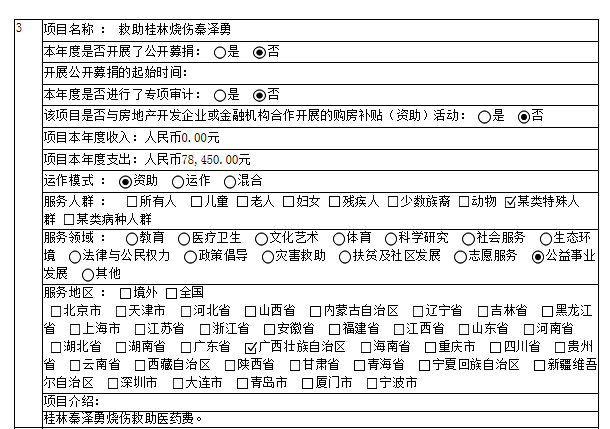 3
项目名称 ： 救助桂林烧伤秦泽勇
本年度是否开展了公开募捐：○是 ◉否
开展公开募捐的起始时间：
本年度是否进行了专项审计：○是 ◉否
该项目是否与房地产开发企业或金融机构合作开展的购房补贴（资助）活动：○是 ◉否
项目本年度收入：人民币0.00元
项目本年度支出：人民币78,450.00元
运作模式 ：◉资助 ○运作 ○混合
服务人群 ：□所有人 □儿童 □老人 □妇女 □残疾人 □少数族裔 □动物 ☑某类特殊人
群 □某类病种人群
服务领域 ：○教育 ○医疗卫生 ○文化艺术 ○体育 ○科学研究 ○社会服务 ○生态环
境 ○法律与公民权力 ○政策倡导 ○灾害救助 ○扶贫及社区发展 ○志愿服务 ◉公益事业
发展 ○其他
服务地区 ：□境外 □全国
□北京市 □天津市 □河北省 □山西省 □内蒙古自治区 □辽宁省 □吉林省 □黑龙江
省 □上海市 □江苏省 □浙江省 □安徽省 □福建省 □江西省 □山东省 □河南省
□湖北省 □湖南省 □广东省 ☑广西壮族自治区 □海南省 □重庆市 □四川省 □贵州
省 □云南省 □西藏自治区 □陕西省 □甘肃省 □青海省 □宁夏回族自治区 □新疆维吾
尔自治区 □深圳市 □大连市 □青岛市 □厦门市 □宁波市
项目介绍：
桂林秦泽勇烧伤救助医药费。